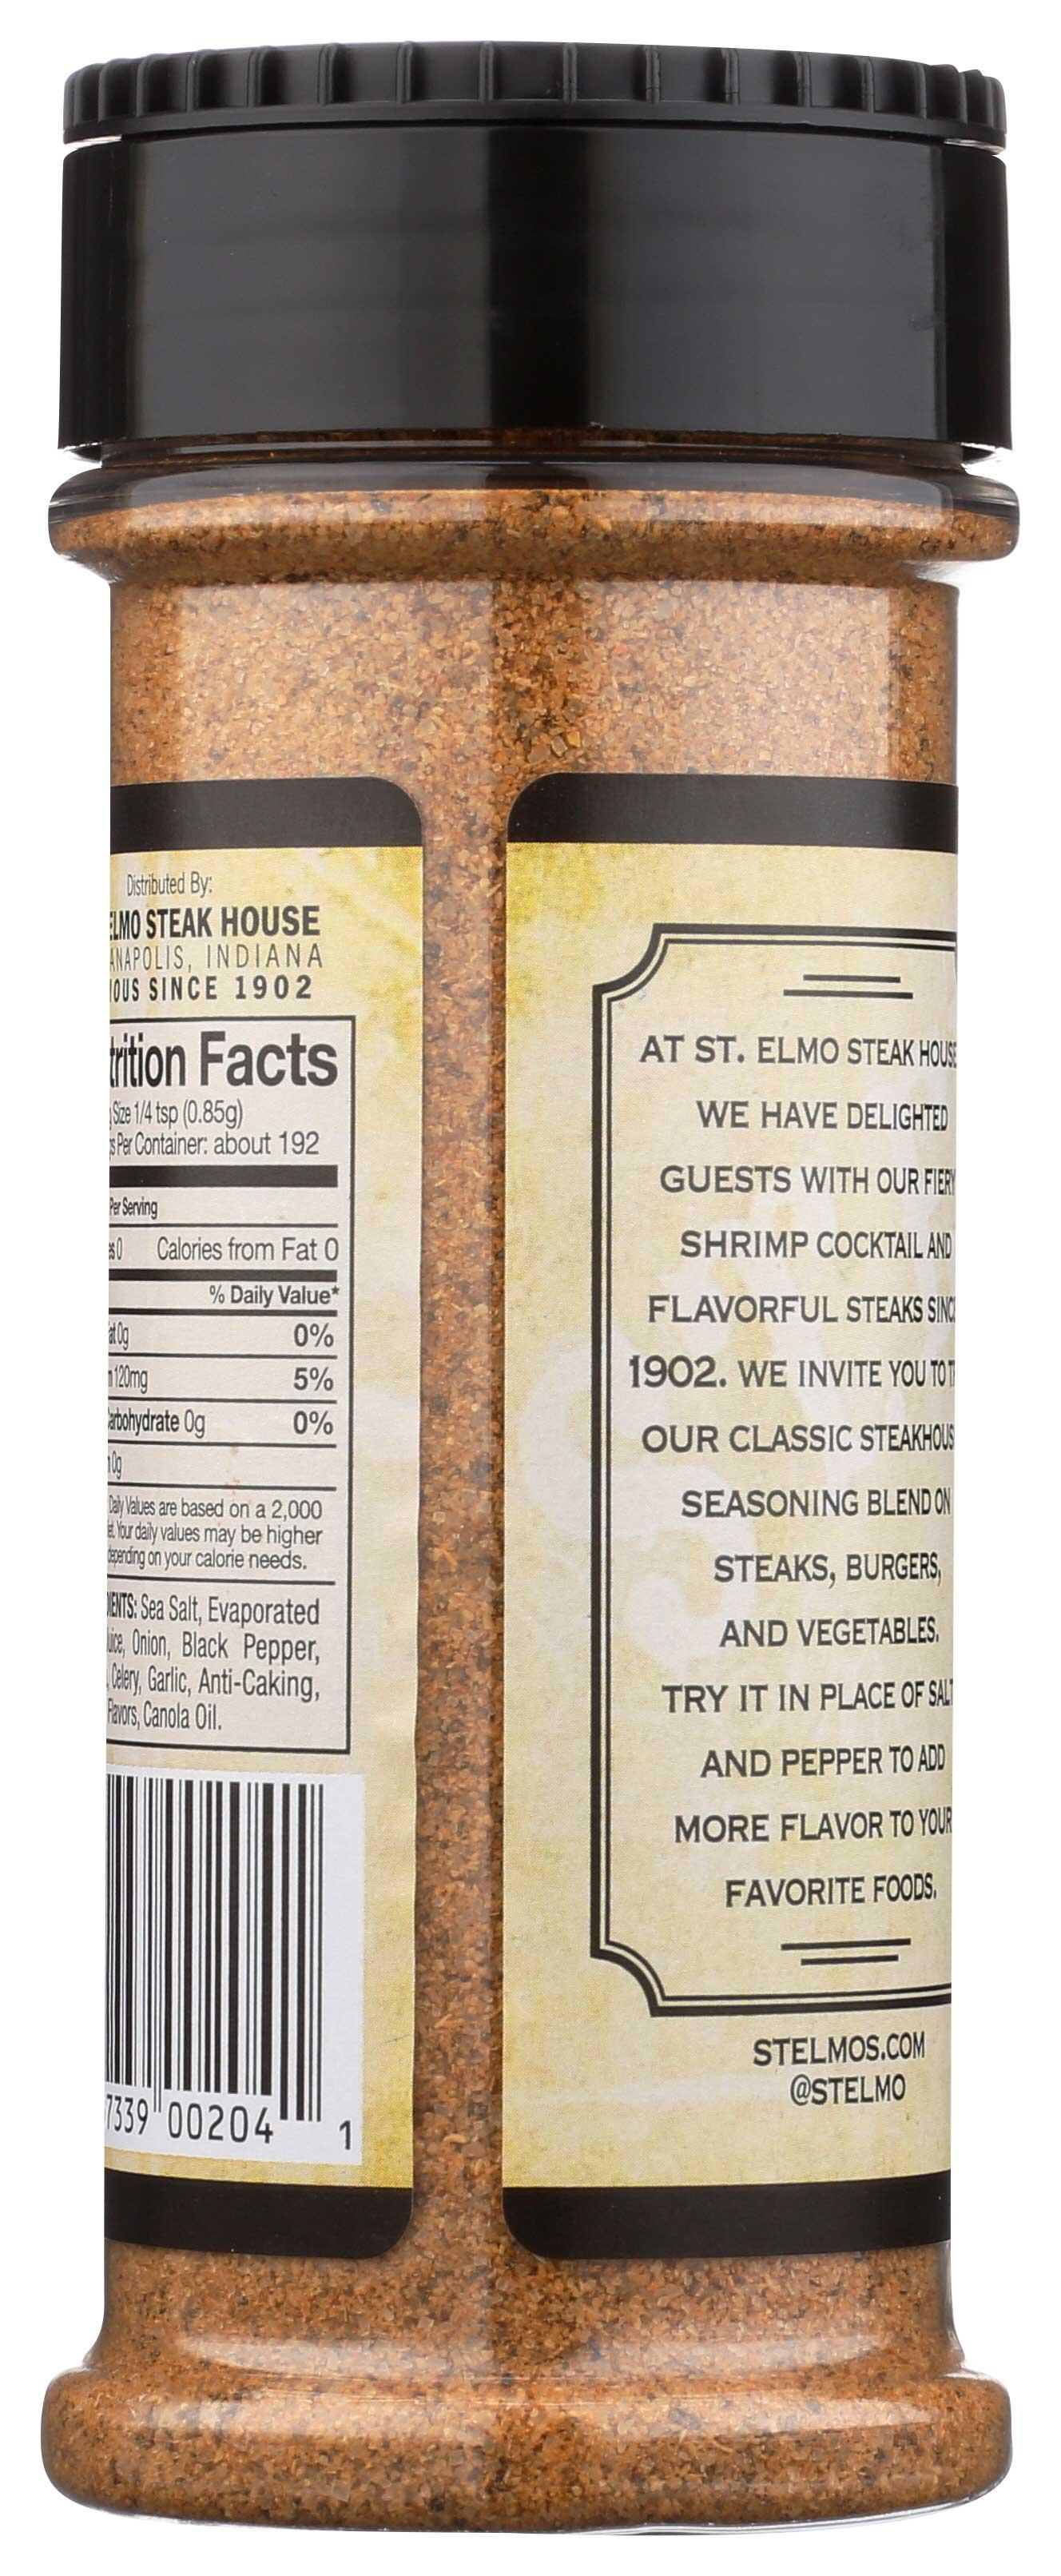 Distributed By:
ELMO STEAK HOUSE
ANAPOLIS, INDIANA
OUS SINCE 1902
trition Facts
Size 1/4 tsp (0.85g)
s Per Container: about 192
Per Serving
es 0 Calories from Fat 0
% Daily Value*
at 0g 0%
120mg 5%
arbohydrate 0g 0%
0g
Daily Values are based on a 2,000
et. Your daily values may be higher
depending on your calorie needs.
IENTS: Sea Salt, Evaporated
uice, Onion, Black Pepper,
, Celery, Garlic, Anti-Caking,
Flavors, Canola Oil.
7339 00204 1
AT ST. ELMO STEAK HOUSE
WE HAVE DELIGHTED
GUESTS WITH OUR FIERY
SHRIMP COCKTAIL AND
FLAVORFUL STEAKS SINC
1902. WE INVITE YOU TO T
OUR CLASSIC STEAKHOUS
SEASONING BLEND ON
STEAKS, BURGERS,
AND VEGETABLES.
TRY IT IN PLACE OF SALT
AND PEPPER TO ADD
MORE FLAVOR TO YOUR
FAVORITE FOODS.
STELMOS.COM
@STELMO